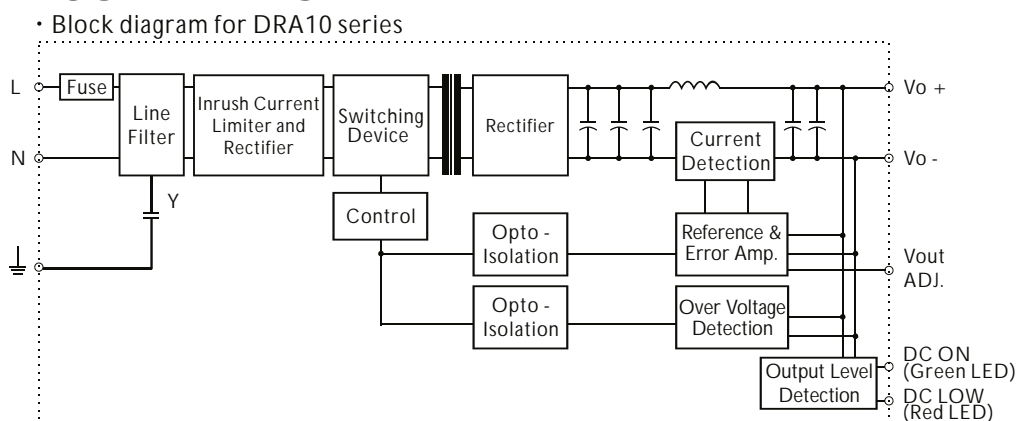 · Block diagram for DRA10 series
L
Fuse
Line
Filter
Inrush Current
Limiter and
Rectifier
Switching
Device
Rectifier
Vo +
N
Current
Detection
Vo -
Y
Control
Opto -
Isolation
Reference &
Error Amp.
Vout
ADJ.
Opto -
Isolation
Over Voltage
Detection
Output Level
Detection
DC ON
(Green LED)
DC LOW
(Red LED)